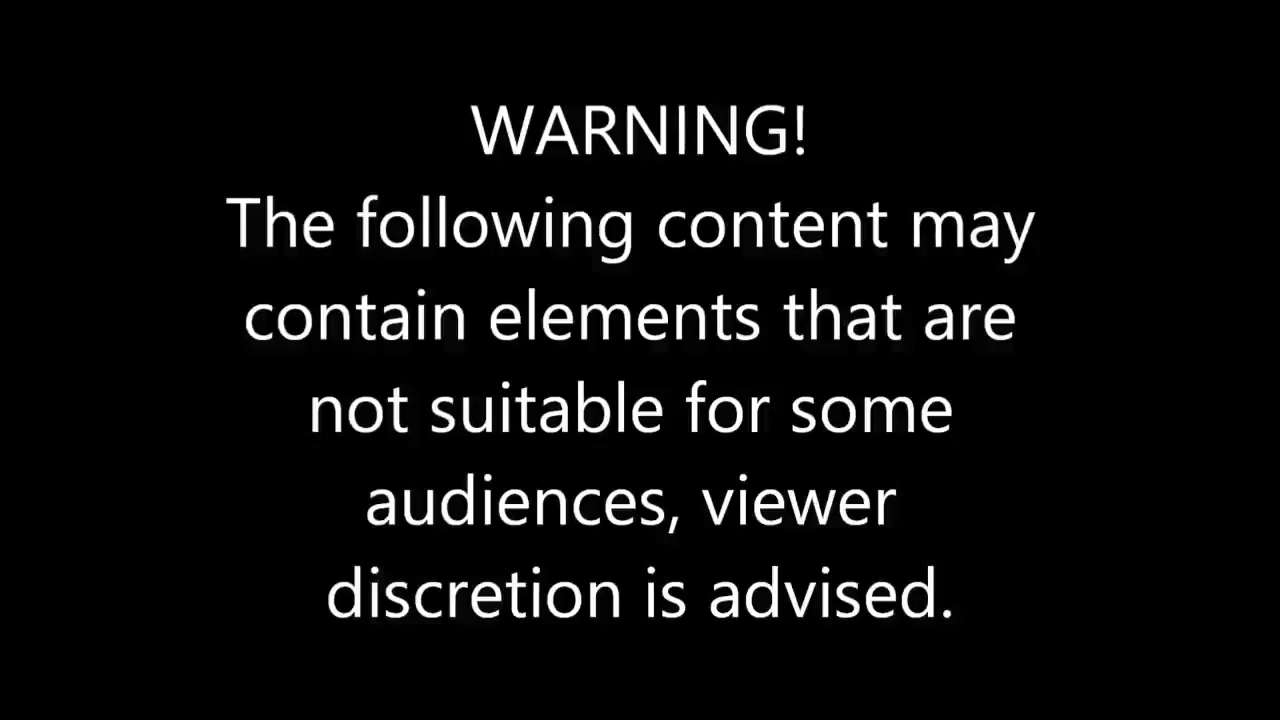 WARNING!
The following content may
contain elements that are
not suitable for some
audiences, viewer
discretion is advised.